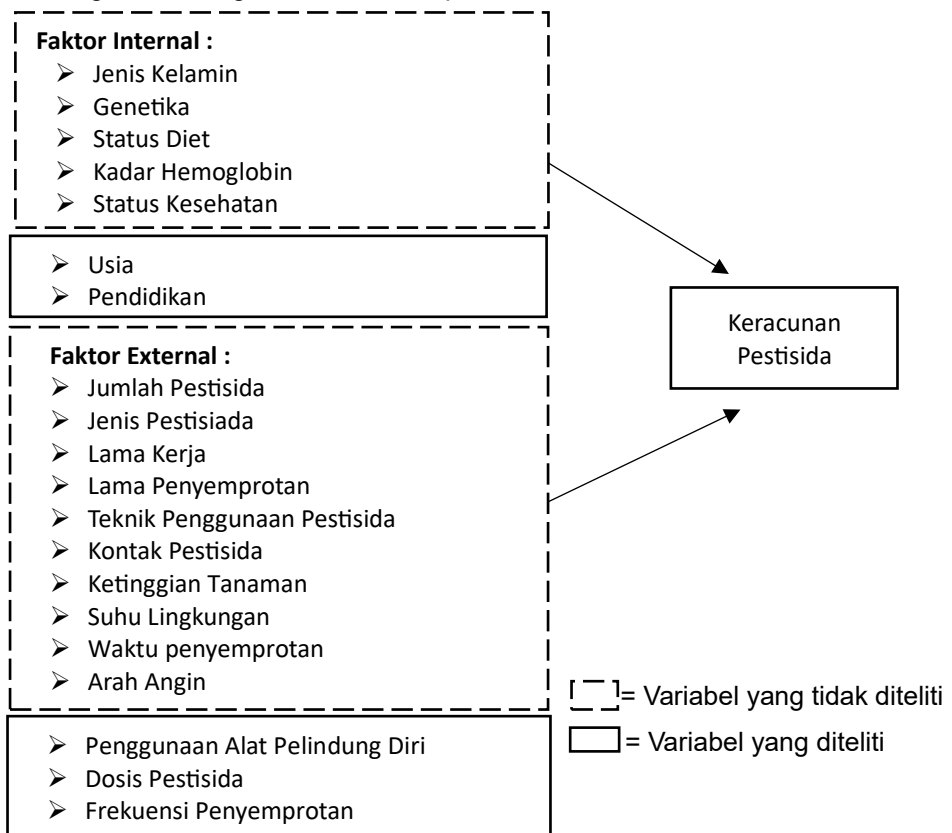 Faktor Internal :
➢ Jenis Kelamin
➢ Genetika
➢ Status Diet
➢ Kadar Hemoglobin
➢ Status Kesehatan
➢ Usia
➢ Pendidikan
Keracunan
Pestisida
Faktor External :
➢ Jumlah Pestisida
➢ Jenis Pestisiada
➢ Lama Kerja
➢ Lama Penyemprotan
➢ Teknik Penggunaan Pestisida
➢ Kontak Pestisida
➢ Ketinggian Tanaman
➢ Suhu Lingkungan
➢ Waktu penyemprotan
➢ Arah Angin
= Variabel yang tidak diteliti
= Variabel yang diteliti
➢ Penggunaan Alat Pelindung Diri
➢ Dosis Pestisida
➢ Frekuensi Penyemprotan